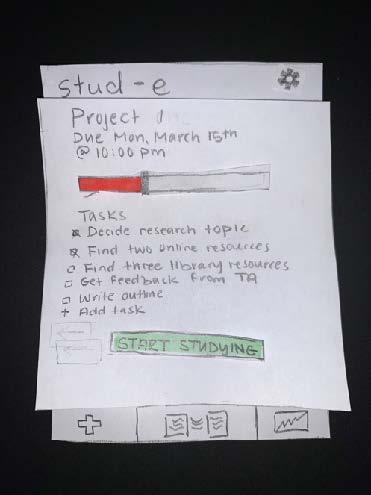 stud-e
Project
Due Mon, March 15th
@ 10:00 pm
Tasks
Decide research topic
Find two online resources
Find three library resources
Get feedback from TA
Write outline
+ Add task
START STUDYING